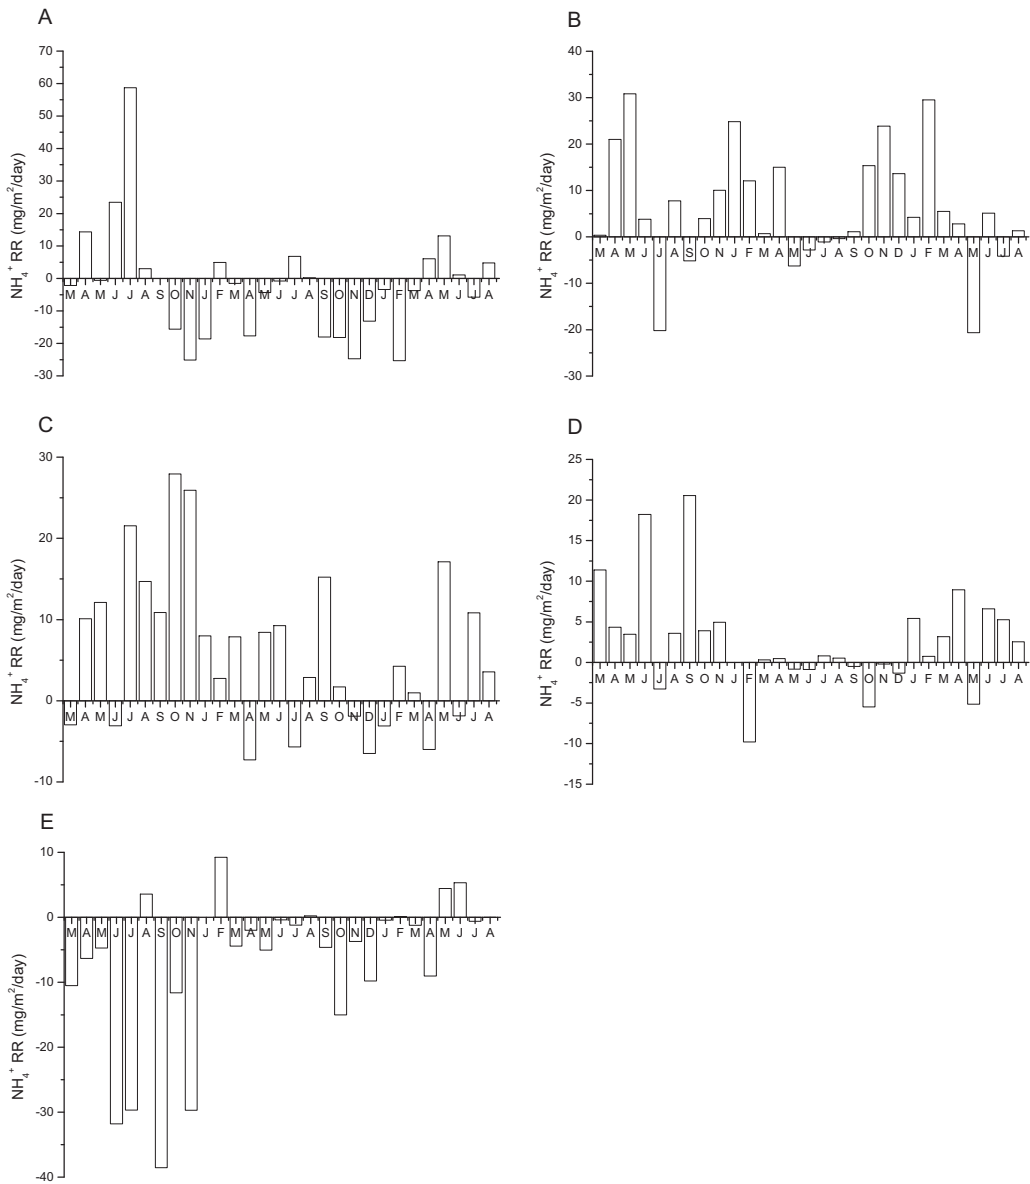 A
70
60
50
40
30
20
10
0
-10
-20
-30
NH₄⁺ RR (mg/m²/day)
M A M J J A S O N J F M A M J J A S O N D J F M A M J J A
B
40
30
20
10
0
-10
-20
-30
NH₄⁺ RR (mg/m²/day)
M A M J J A S O N J F M A M J J A S O N D J F M A M J J A
C
30
20
10
0
-10
NH₄⁺ RR (mg/m²/day)
M A M J J A S O N J F M A M J J A S O N D J F M A M J J A
D
25
20
15
10
5
0
-5
-10
-15
NH₄⁺ RR (mg/m²/day)
M A M J J A S O N J F M A M J J A S O N D J F M A M J J A
E
10
0
-10
-20
-30
-40
NH₄⁺ RR (mg/m²/day)
M A M J J A S O N J F M A M J J A S O N D J F M A M J J A